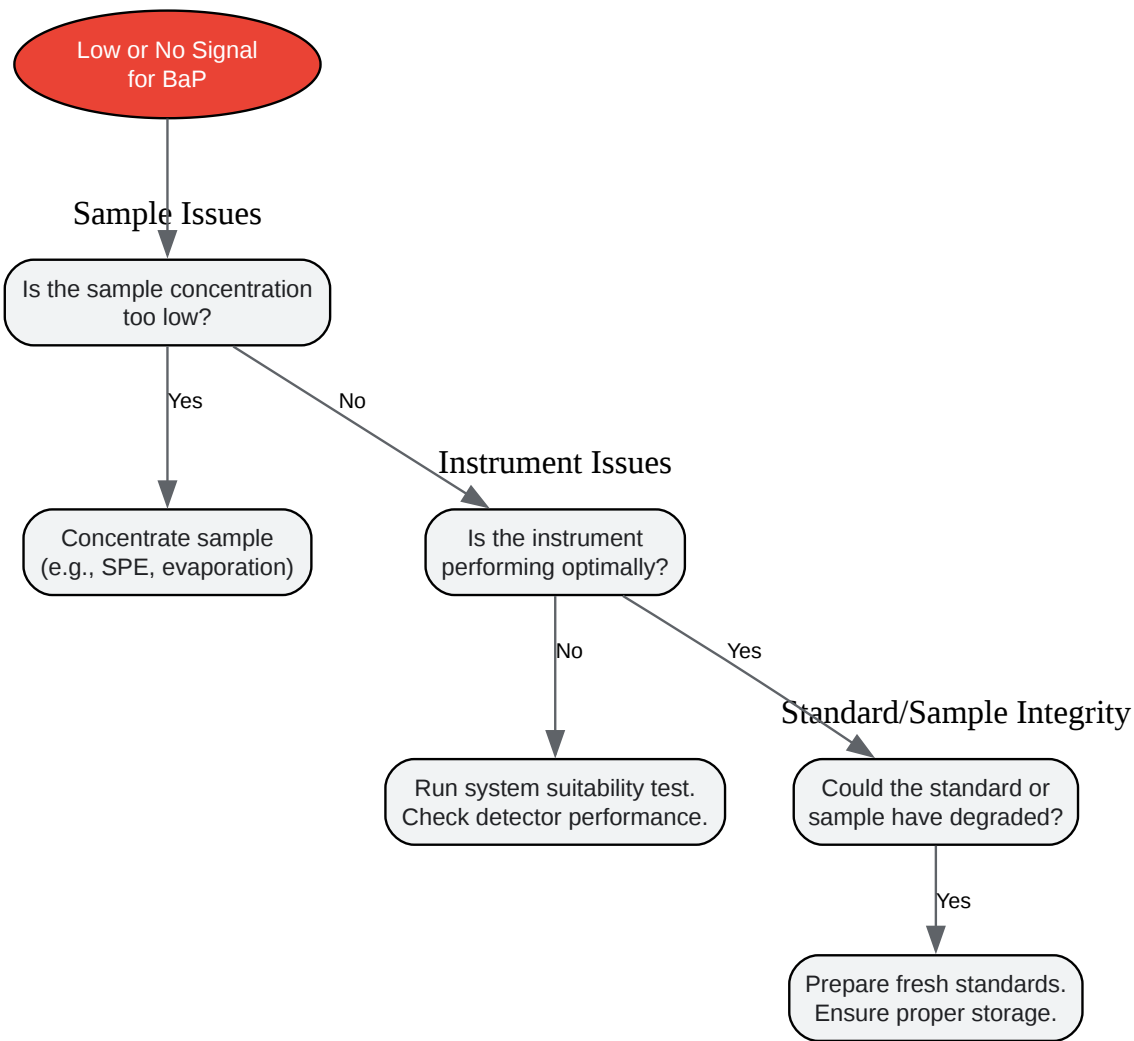 Low or No Signal
for BaP
Sample Issues
Is the sample concentration
too low?
Yes
No
Instrument Issues
Concentrate sample
(e.g., SPE, evaporation)
Is the instrument
performing optimally?
No
Yes
Standard/Sample Integrity
Run system suitability test.
Check detector performance.
Could the standard or
sample have degraded?
Yes
Prepare fresh standards.
Ensure proper storage.